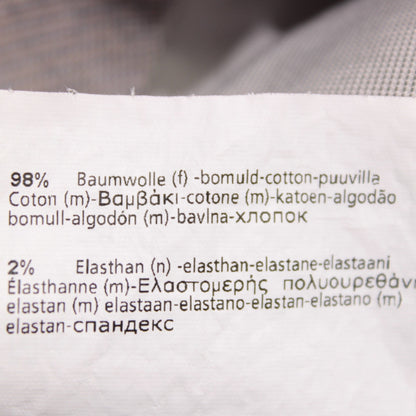 98% Baumwolle (f) -bomuld-cotton-puuvilla
Coton (m)-Βαμβάκι-cotone (m)-katoen-algodão
bomull-algodón (m)-bavlna-хлопок
2% Elasthan (n) -elasthan-elastane-elastaani
Élasthanne (m)-Ελαστομερής πολυουρεθάνη
elastan (m) elastaan-elastano-elastan-elastano (m)
elastan-спандекс